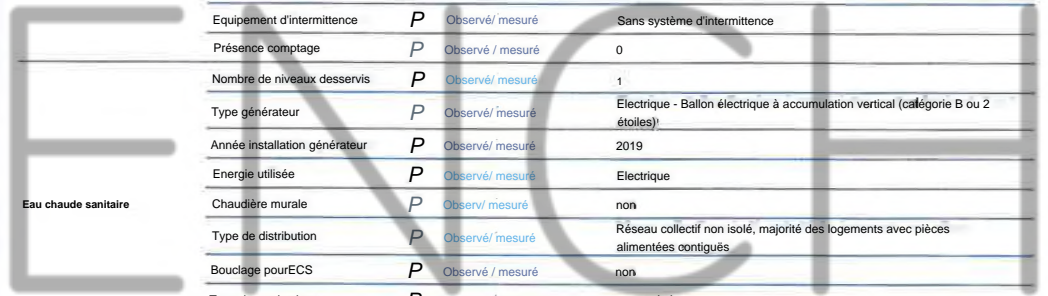 Equipement d'intermittence P Observé/ mesuré Sans système d'intermittence
Présence comptage P Observé / mesuré 0
Nombre de niveaux desservis P Observé/ mesuré 1
Type générateur P Observé/ mesuré Electrique - Ballon électrique à accumulation vertical (catégorie B ou 2
étoiles)
Année installation générateur P Observé/ mesuré 2019
Energie utilisée P Observé/ mesuré Electrique
Eau chaude sanitaire Chaudière murale P Observ/ mesuré non
Type de distribution P Observé/ mesuré Réseau collectif non isolé, majorité des logements avec pièces
alimentées contiguës
Bouclage pourECS P Observé / mesuré non
ENCH